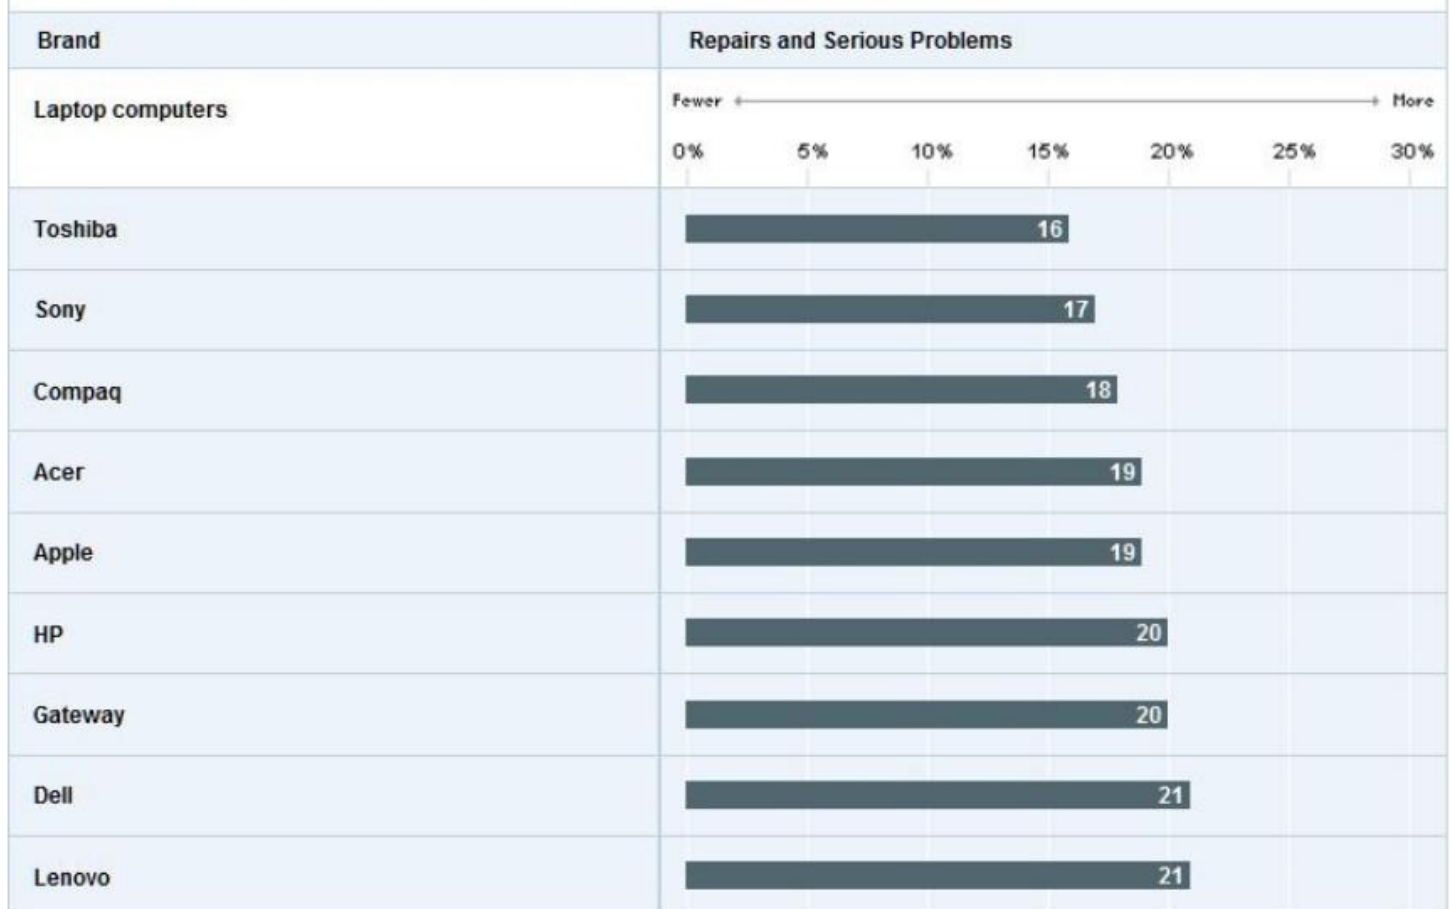 Brand Repairs and Serious Problems
Laptop computers
Fewer More
0% 5% 10% 15% 20% 25% 30%
Toshiba 16
Sony 17
Compaq 18
Acer 19
Apple 19
HP 20
Gateway 20
Dell 21
Lenovo 21